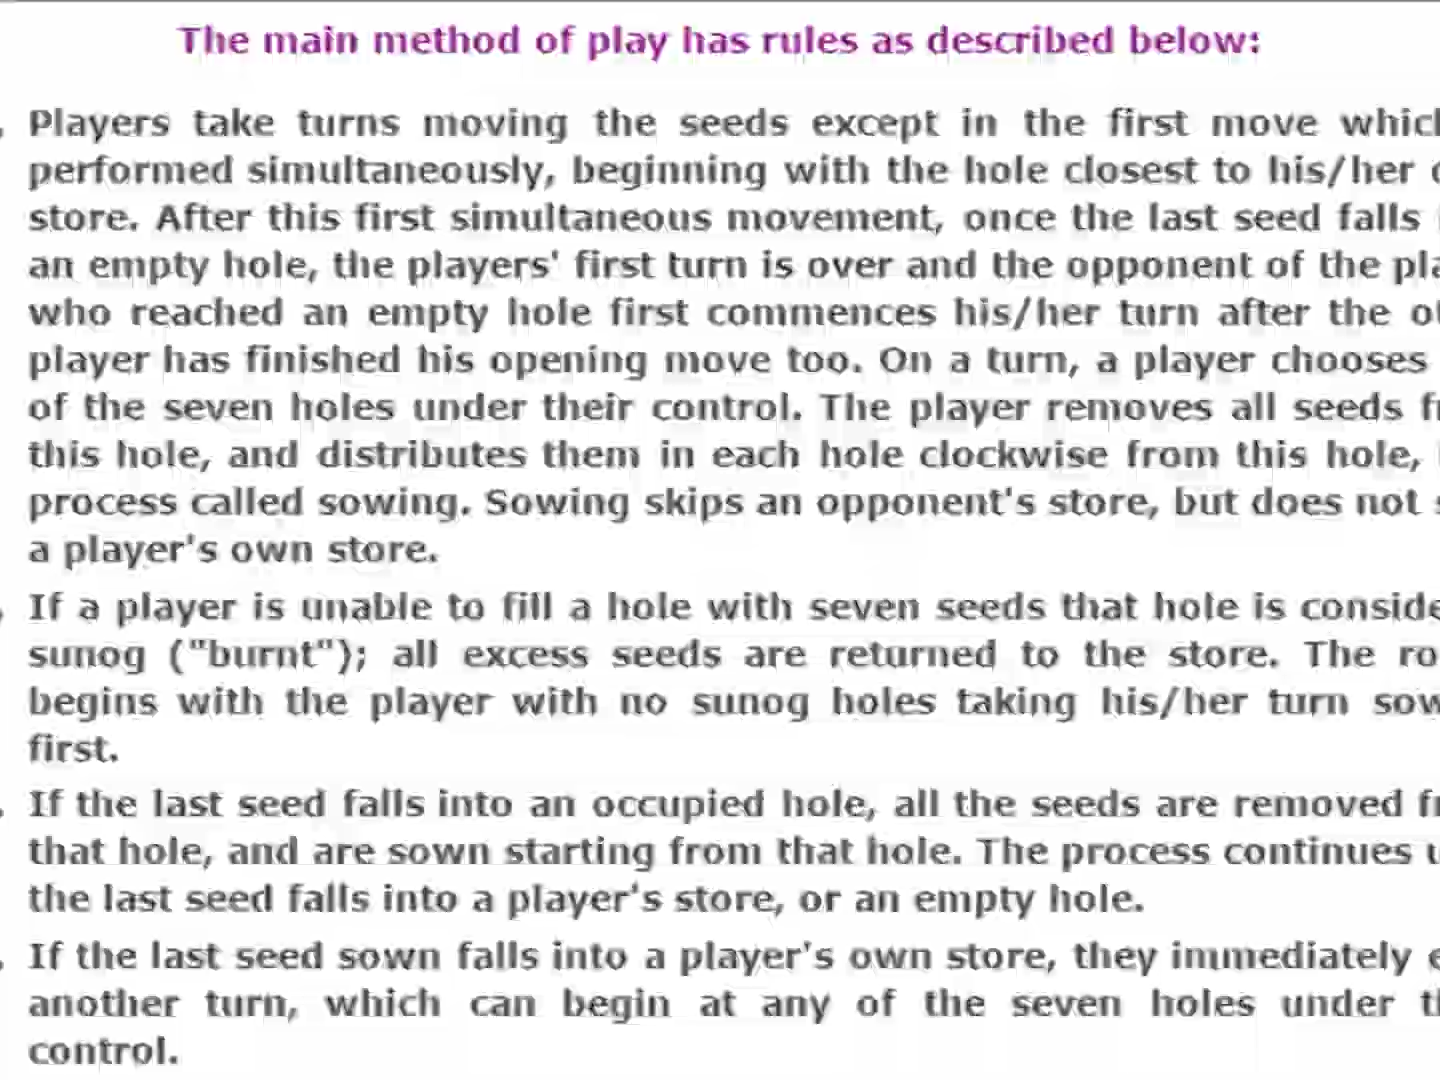 The main method of play has rules as described below:
Players take turns moving the seeds except in the first move
performed simultaneously, beginning with the hole closest to his/her
store. After this first simultaneous movement, once the last seed falls
an empty hole, the players' first turn is over and the opponent of the
who reached an empty hole first commences his/her turn after the
player has finished his opening move too. On a turn, a player chooses
of the seven holes under their control. The player removes all seeds
this hole, and distributes them in each hole clockwise from this hole,
process called sowing. Sowing skips an opponent's store, but does not
a player's own store.
If a player is unable to fill a hole with seven seeds that hole is
sunog ("burnt"); all excess seeds are returned to the store. The
begins with the player with no sunog holes taking his/her turn
first.
If the last seed falls into an occupied hole, all the seeds are removed
that hole, and are sown starting from that hole. The process continues
the last seed falls into a player's store, or an empty hole.
If the last seed sown falls into a player's own store, they immediately
another turn, which can begin at any of the seven holes under
control.